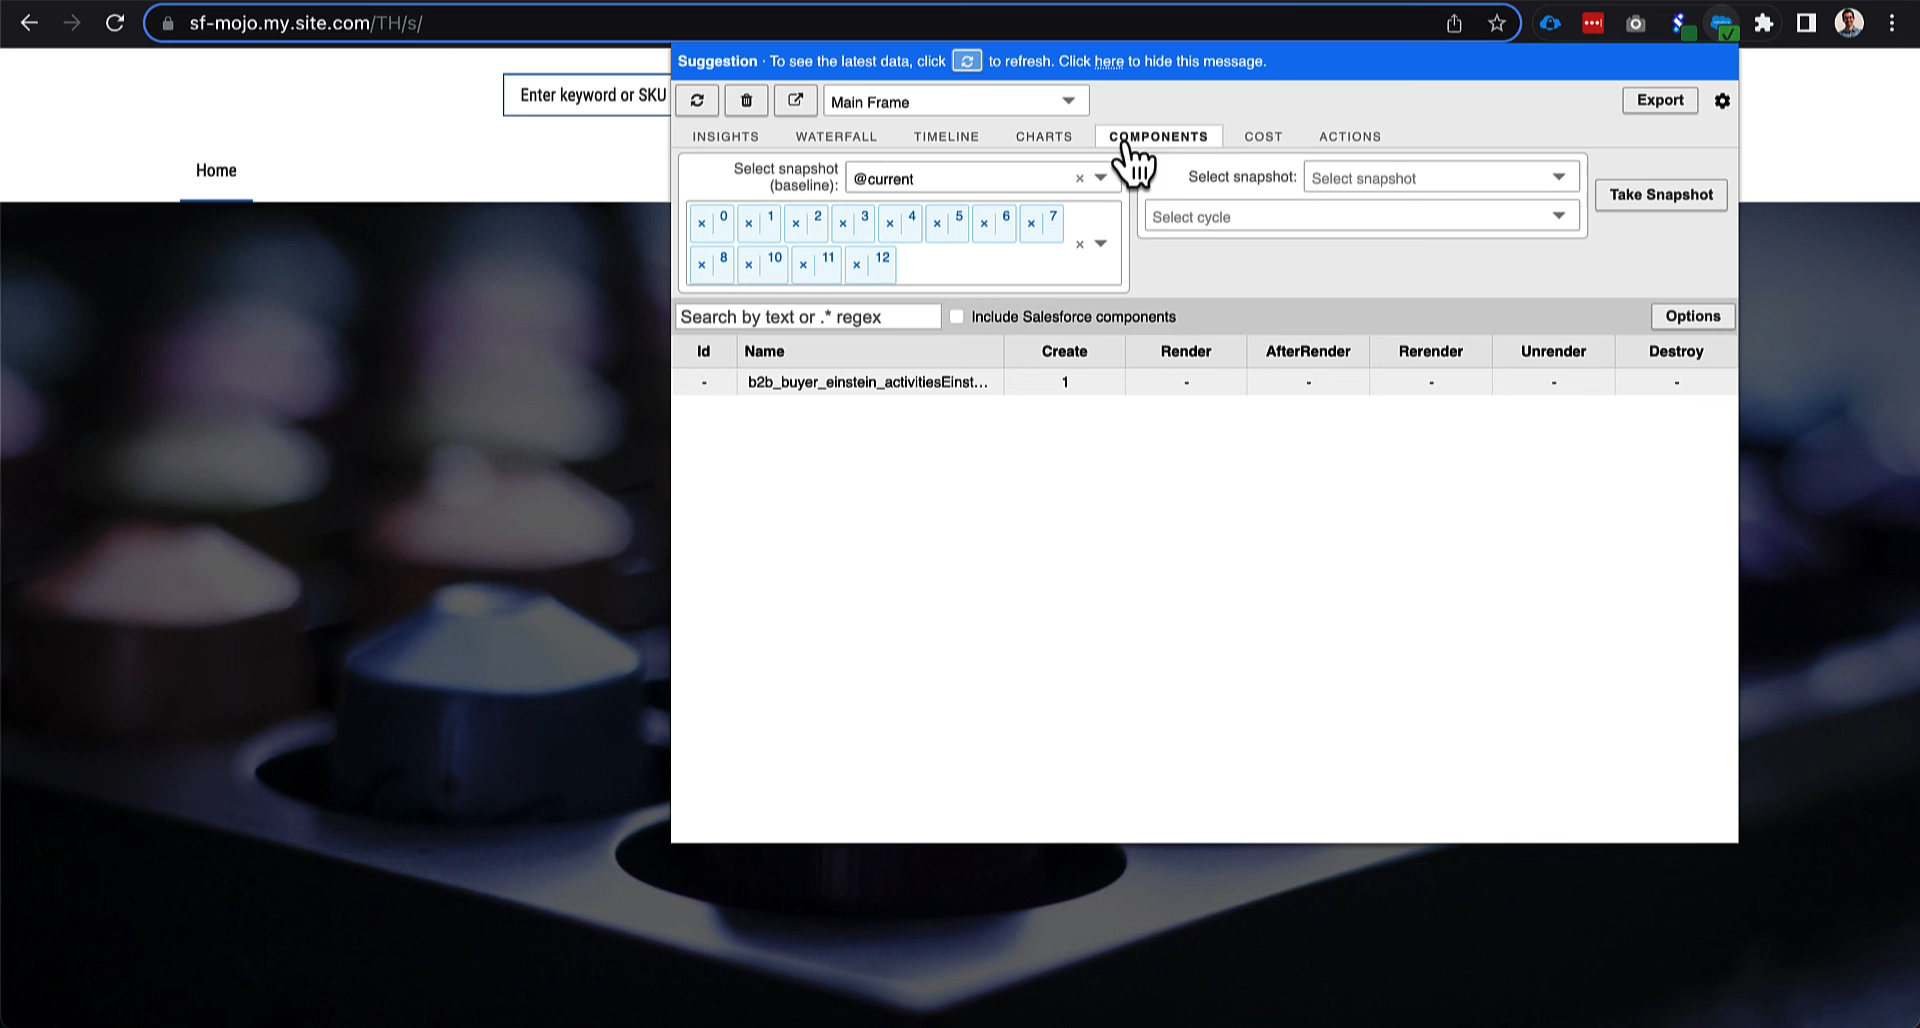 sf-mojo.my.site.com/TH/s/
Suggestion · To see the latest data, click to refresh. Click here to hide this message.
Enter keyword or SKU
Main Frame
Export
INSIGHTS WATERFALL TIMELINE CHARTS COMPONENTS COST ACTIONS
Home
Select snapshot
(baseline):
@current
× 0 × 1 × 2 × 3 × 4 × 5 × 6 × 7
× 8 × 10 × 11 × 12
Select snapshot: Select snapshot
Select cycle
Take Snapshot
Search by text or .* regex Include Salesforce components Options
Id Name Create Render AfterRender Rerender Unrender Destroy
- b2b_buyer_einstein_activitiesEinst... 1 - - - - -